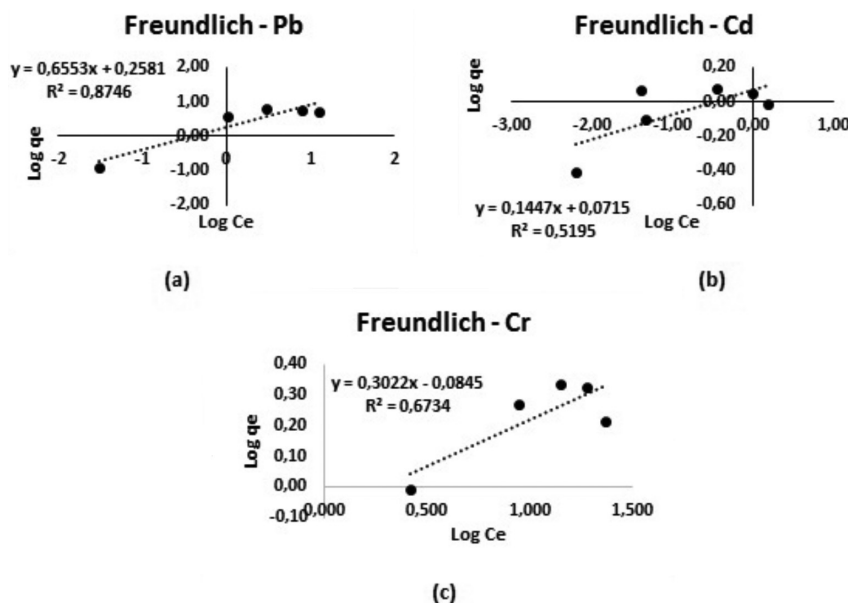 Freundlich - Pb
y = 0,6553x + 0,2581
R² = 0,8746
2,00
1,00
0,00
-1,00
-2,00
-2
-1
0
1
2
Log qe
Log Ce
(a)
Freundlich - Cd
0,20
0,00
-0,20
-0,40
-0,60
-3,00
-2,00
-1,00
0,00
1,00
Log qe
y = 0,1447x + 0,0715
R² = 0,5195
Log Ce
(b)
Freundlich - Cr
y = 0,3022x - 0,0845
R² = 0,6734
0,40
0,30
0,20
0,10
0,00
-0,10
0,000
0,500
1,000
1,500
Log qe
Log Ce
(c)